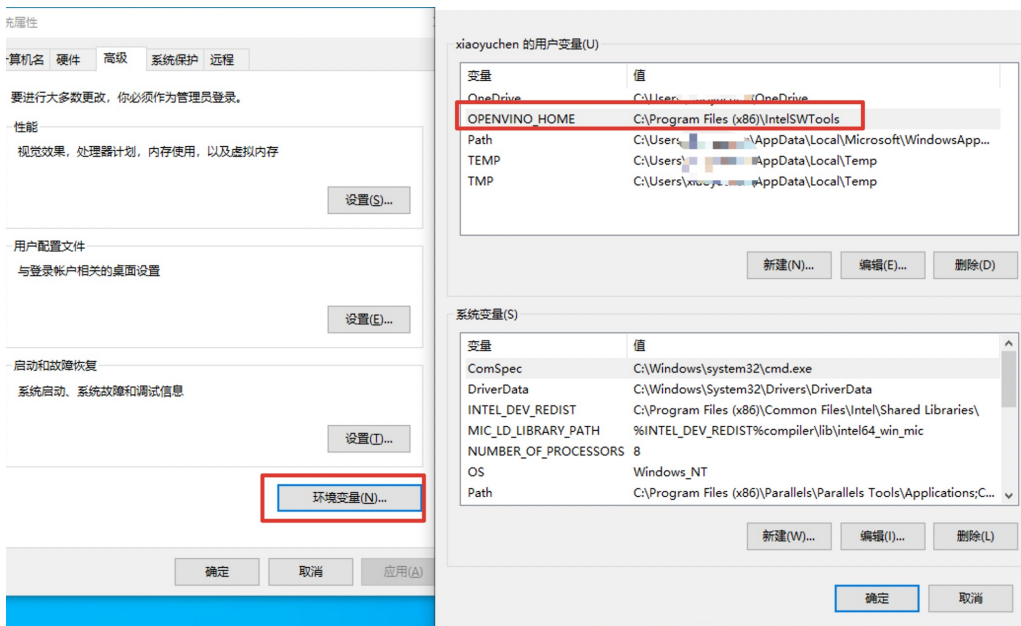 统属性
计算机名 硬件 高级 系统保护 远程
要进行大多数更改，你必须作为管理员登录。
性能
视觉效果，处理器计划，内存使用，以及虚拟内存
设置(S)...
用户配置文件
与登录帐户相关的桌面设置
设置(E)...
启动和故障恢复
系统启动、系统故障和调试信息
设置(T)...
环境变量(N)...
确定 取消 应用(A)
xiaoyuchen 的用户变量(U)
变量 值
OneDrive C:\Users \OneDrive
OPENVINO_HOME C:\Program Files (x86)\IntelSWTools
Path C:\Users \AppData\Local\Microsoft\WindowsApp...
TEMP C:\Users\ \AppData\Local\Temp
TMP C:\Users\ \AppData\Local\Temp
新建(N)... 编辑(E)... 删除(D)
系统变量(S)
变量 值
ComSpec C:\Windows\system32\cmd.exe
DriverData C:\Windows\System32\Drivers\DriverData
INTEL_DEV_REDIST C:\Program Files (x86)\Common Files\Intel\Shared Libraries\
MIC_LD_LIBRARY_PATH %INTEL_DEV_REDIST%compiler\lib\intel64_win_mic
NUMBER_OF_PROCESSORS 8
OS Windows_NT
Path C:\Program Files (x86)\Parallels\Parallels Tools\Applications;C...
新建(W)... 编辑(I)... 删除(L)
确定 取消